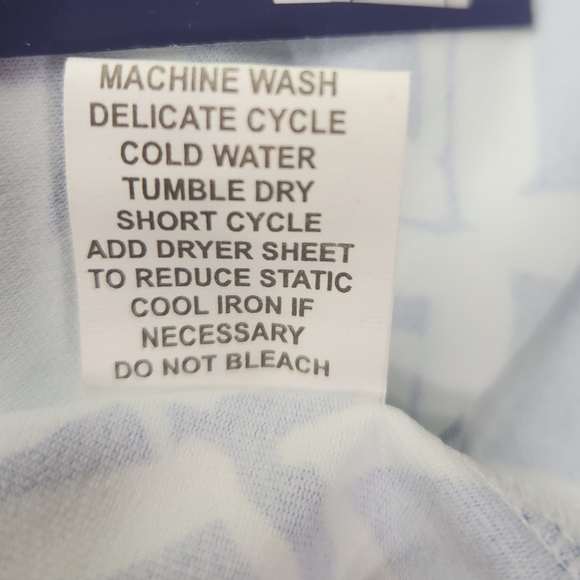 MACHINE WASH
DELICATE CYCLE
COLD WATER
TUMBLE DRY
SHORT CYCLE
ADD DRYER SHEET
TO REDUCE STATIC
COOL IRON IF
NECESSARY
DO NOT BLEACH